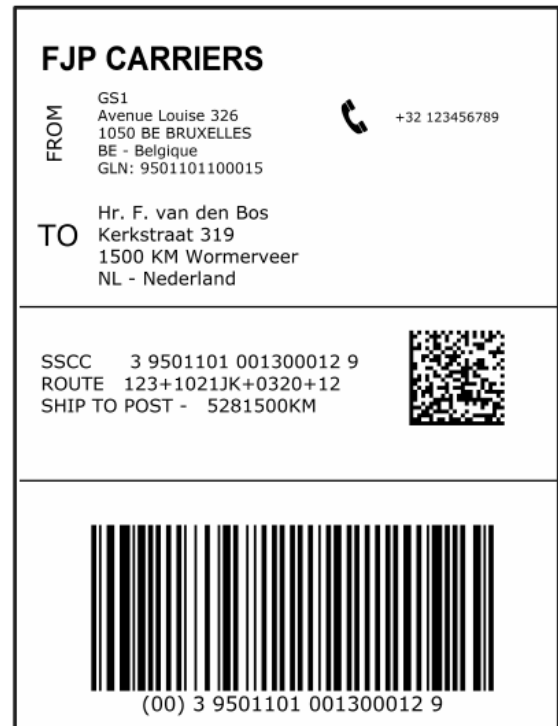 FJP CARRIERS
FROM
GS1
Avenue Louise 326
1050 BE BRUXELLES
BE - Belgique
GLN: 9501101100015
+32 123456789
TO
Hr. F. van den Bos
Kerkstraat 319
1500 KM Wormerveer
NL - Nederland
SSCC 3 9501101 001300012 9
ROUTE 123+1021JK+0320+12
SHIP TO POST - 5281500KM
(00) 3 9501101 001300012 9